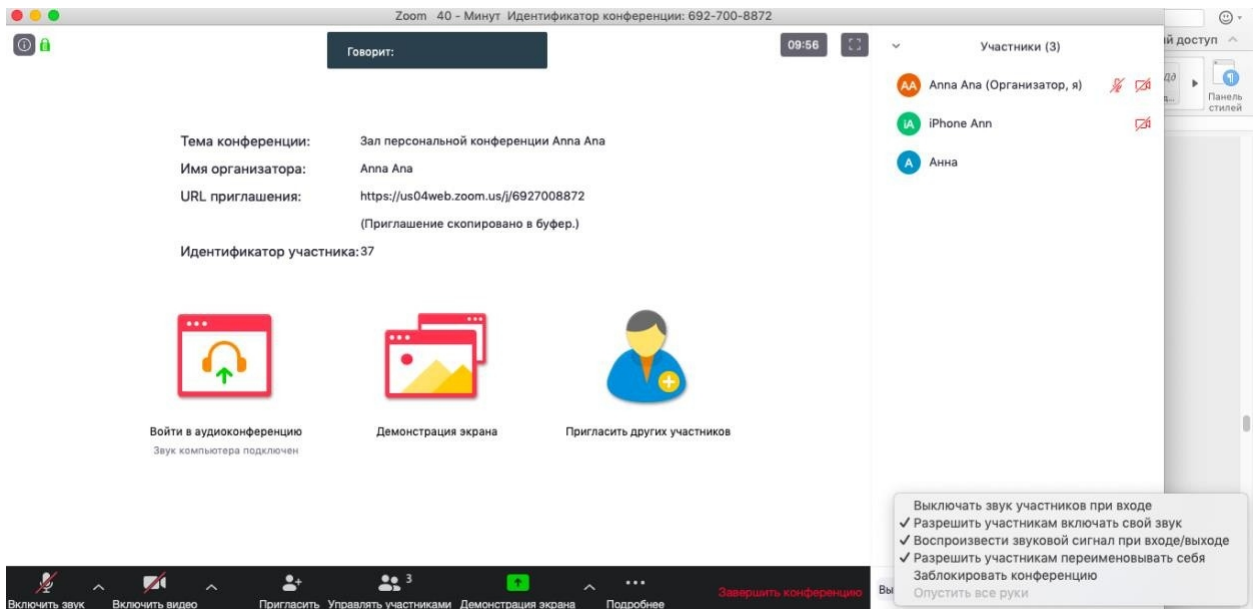 Zoom 40 - Минут Идентификатор конференции: 692-700-8872
Говорит:
09:56
Тема конференции: Зал персональной конференции Anna Ana
Имя организатора: Anna Ana
URL приглашения: https://us04web.zoom.us/j/6927008872
(Приглашение скопировано в буфер.)
Идентификатор участника: 37
Войти в аудиоконференцию
Звук компьютера подключен
Демонстрация экрана
Пригласить других участников
Включить звук
Включить видео
Пригласить
3
Управлять участниками
Демонстрация экрана
Подробнее
Завершить конференцию
Участники (3)
AA Anna Ana (Организатор, я)
iA iPhone Ann
А Анна
Вы
Выключать звук участников при входе
✓ Разрешить участникам включать свой звук
✓ Воспроизвести звуковой сигнал при входе/выходе
✓ Разрешить участникам переименовывать себя
Заблокировать конференцию
Опустить все руки
й доступ
Панель
стилей